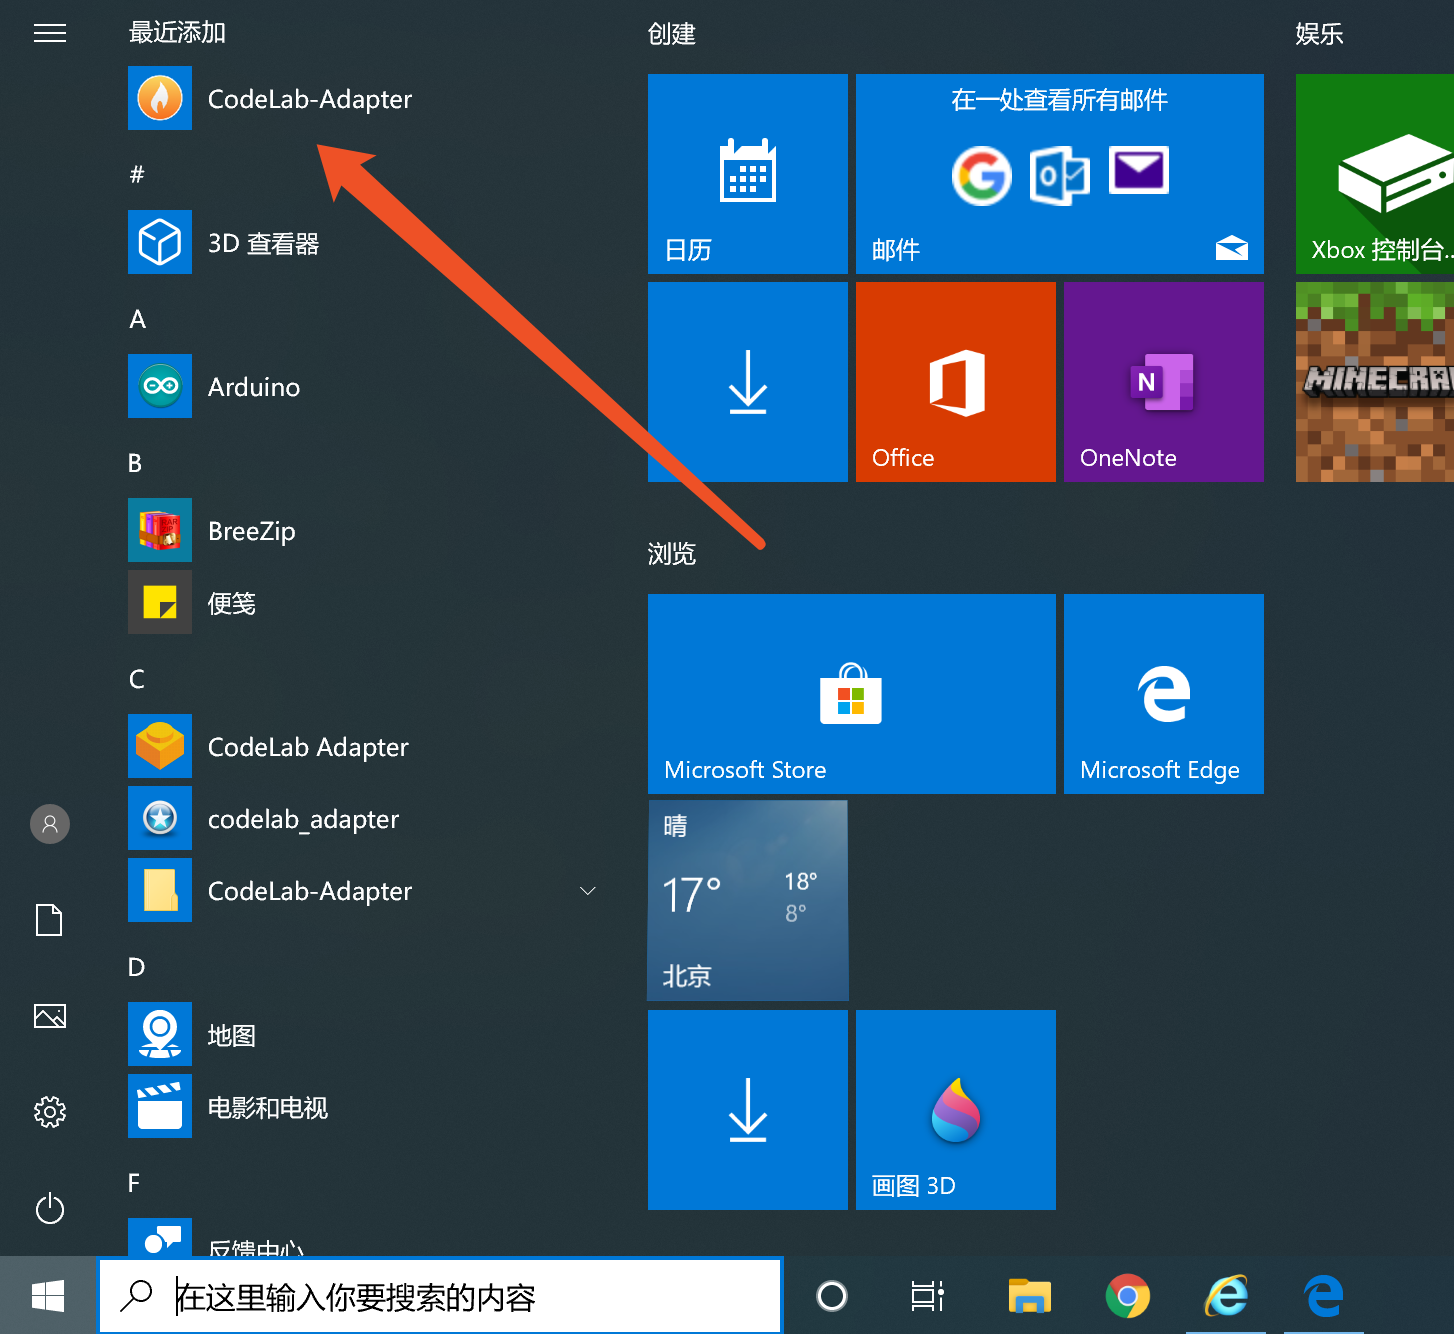 最近添加
CodeLab-Adapter
#
3D 查看器
A
Arduino
B
BreeZip
便笺
C
CodeLab Adapter
codelab_adapter
CodeLab-Adapter
D
地图
电影和电视
F
反馈中心
创建
日历
在一处查看所有邮件
邮件
Office
N
OneNote
浏览
Microsoft Store
Microsoft Edge
晴
17° 18°
8°
北京
画图 3D
娱乐
Xbox 控制台...
MINECRA
在这里输入你要搜索的内容